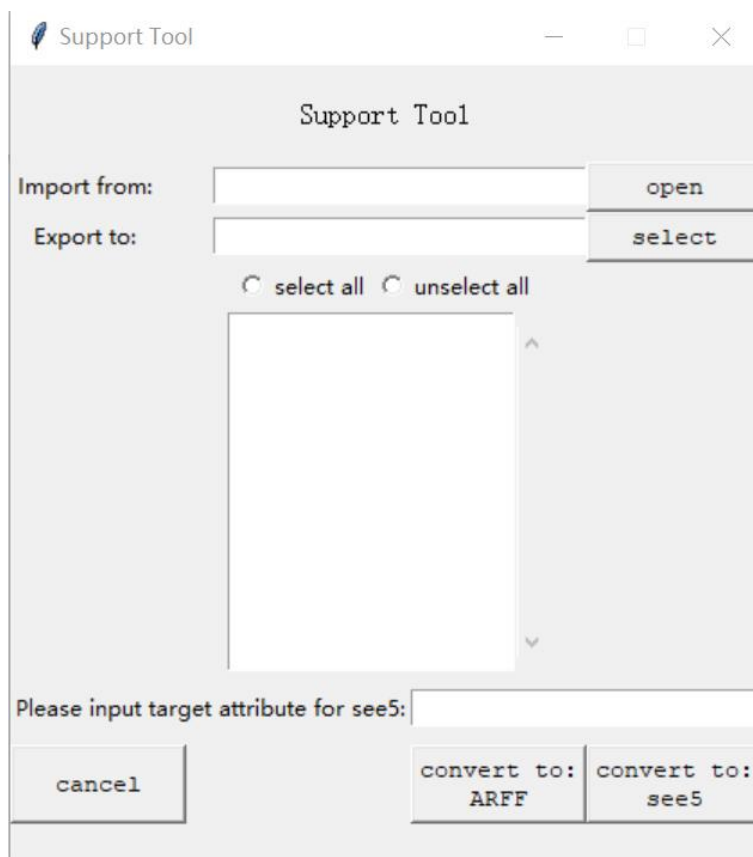 Support Tool
Support Tool
Import from:
open
Export to:
select
select all
unselect all
Please input target attribute for see5:
cancel
convert to:
ARFF
convert to:
see5